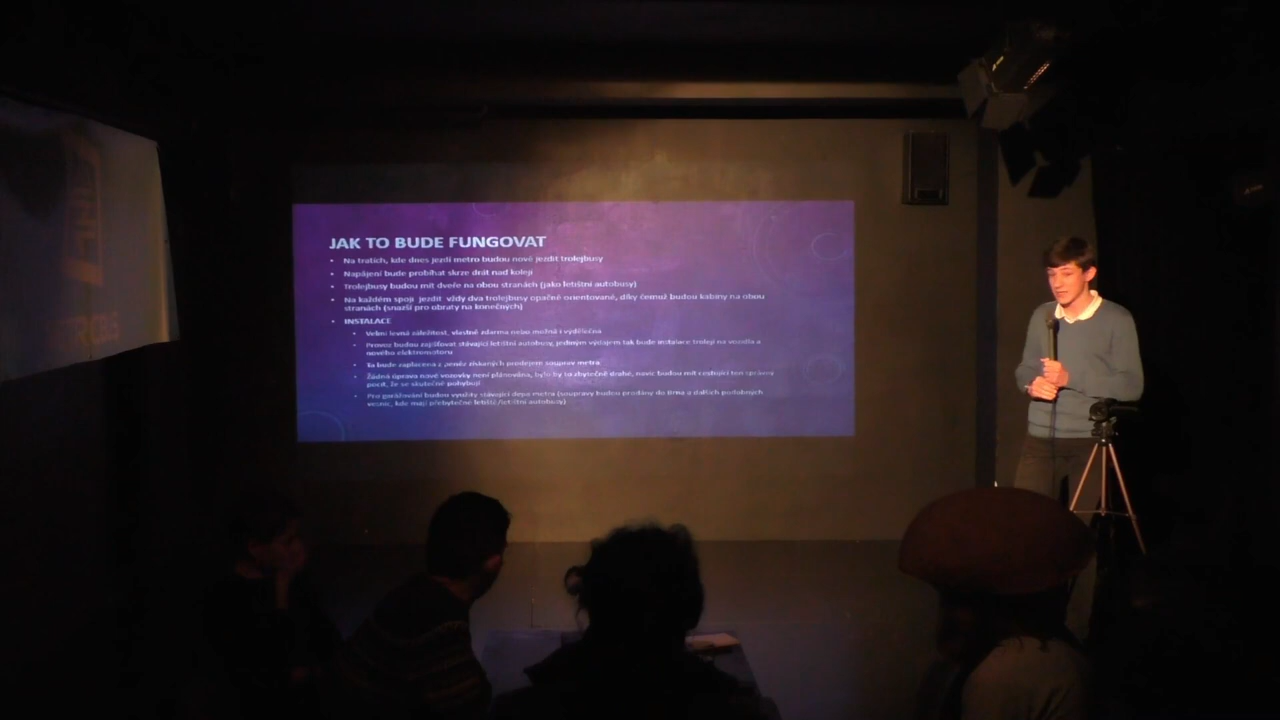 JAK TO BUDE FUNGOVAT
• Na tratích, kde dnes jezdí metro budou nově jezdit trolejbusy
• Napájení bude probíhat skrze drát nad kolejí
• Trolejbusy budou mít dveře na obou stranách (jako letištní autobusy)
• Na každém spoji jezdit vždy dva trolejbusy opačně orientované, díky čemuž budou kabiny na obou
stranách (snazší pro obraty na konečných)
• INSTALACE
• Velmi levná záležitost, vlastně zdarma nebo možná i výdělečná
• Provoz budou zajišťovat stávající letištní autobusy, jediným výdajem tak bude instalace trolejí na vozidla a
nového elektromotoru
• Ta bude zaplacena z peněz získaných prodejem souprav metra
• Žádná úprava nové vozovky není plánována, bylo by to zbytečně drahé, navíc budou mít cestující ten správný
pocit, že se skutečně pohybují
• Pro garážování budou využity stávající depa metra (soupravy budou prodány do Brna a dalších podobných
vesnic, kde mají přebytečné letiště/letištní autobusy)